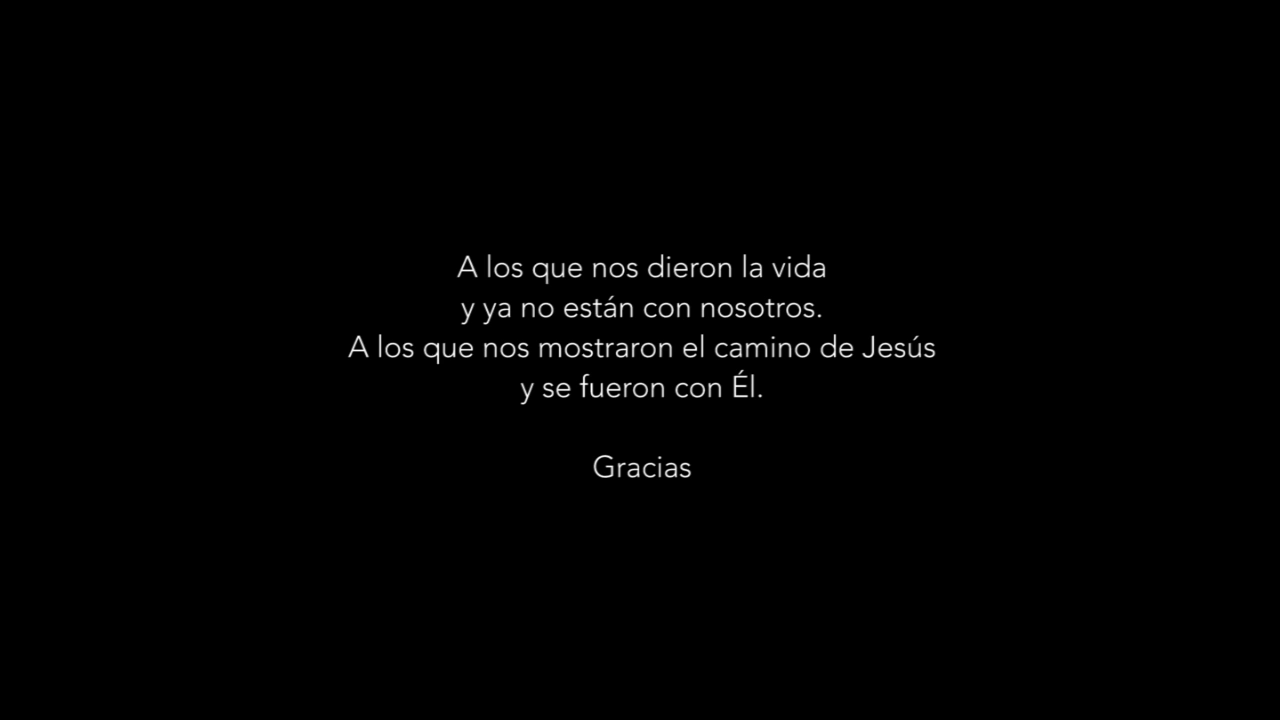 A los que nos dieron la vida
y ya no están con nosotros.
A los que nos mostraron el camino de Jesús
y se fueron con Él.
Gracias